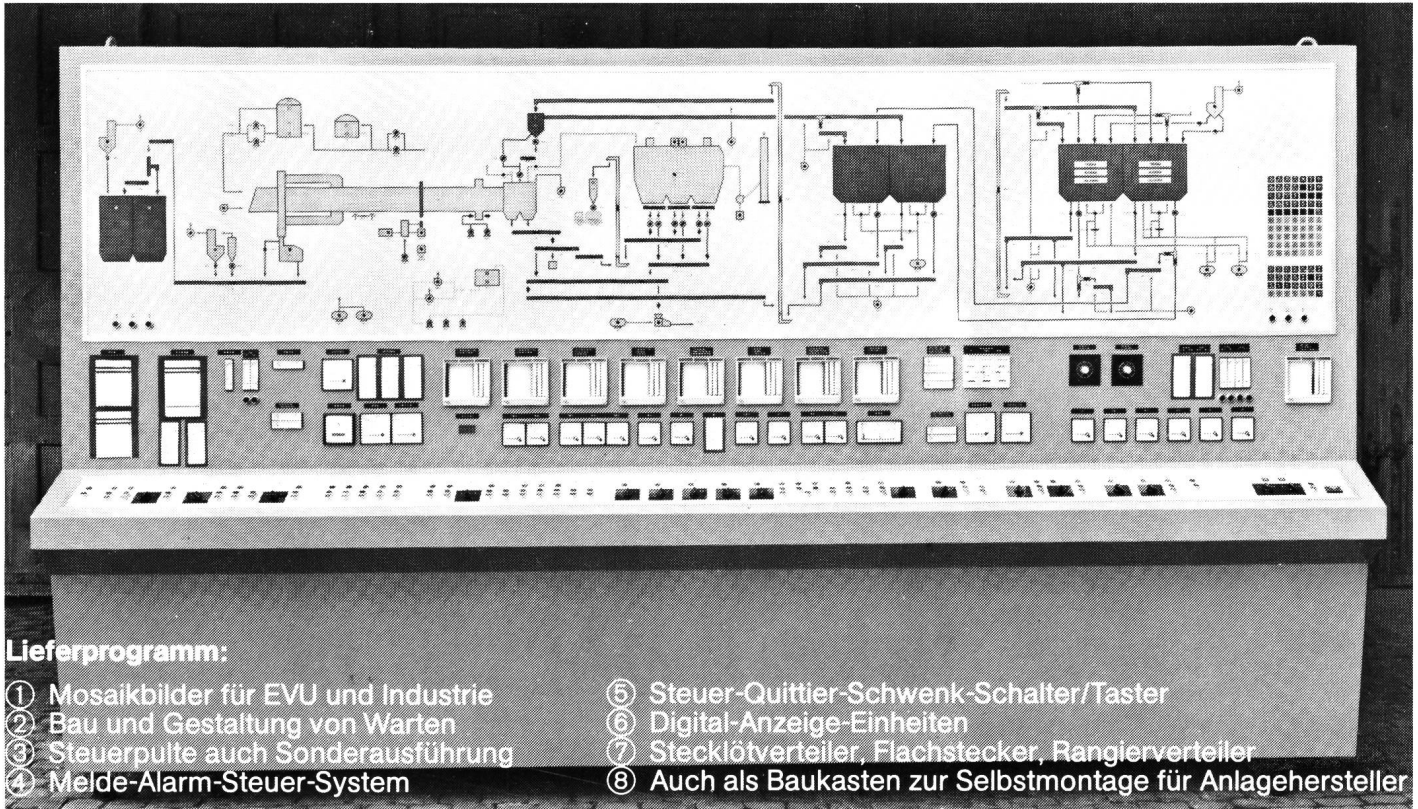 Lieferprogramm:
① Mosaikbilder für EVU und Industrie
② Bau und Gestaltung von Warten
③ Steuerpulte auch Sonderausführung
④ Melde-Alarm-Steuer-System
⑤ Steuer-Quittier-Schwenk-Schalter/Taster
⑥ Digital-Anzeige-Einheiten
⑦ Stecklötverteiler, Flachstecker, Rangierverteiler
⑧ Auch als Baukasten zur Selbstmontage für Anlagehersteller